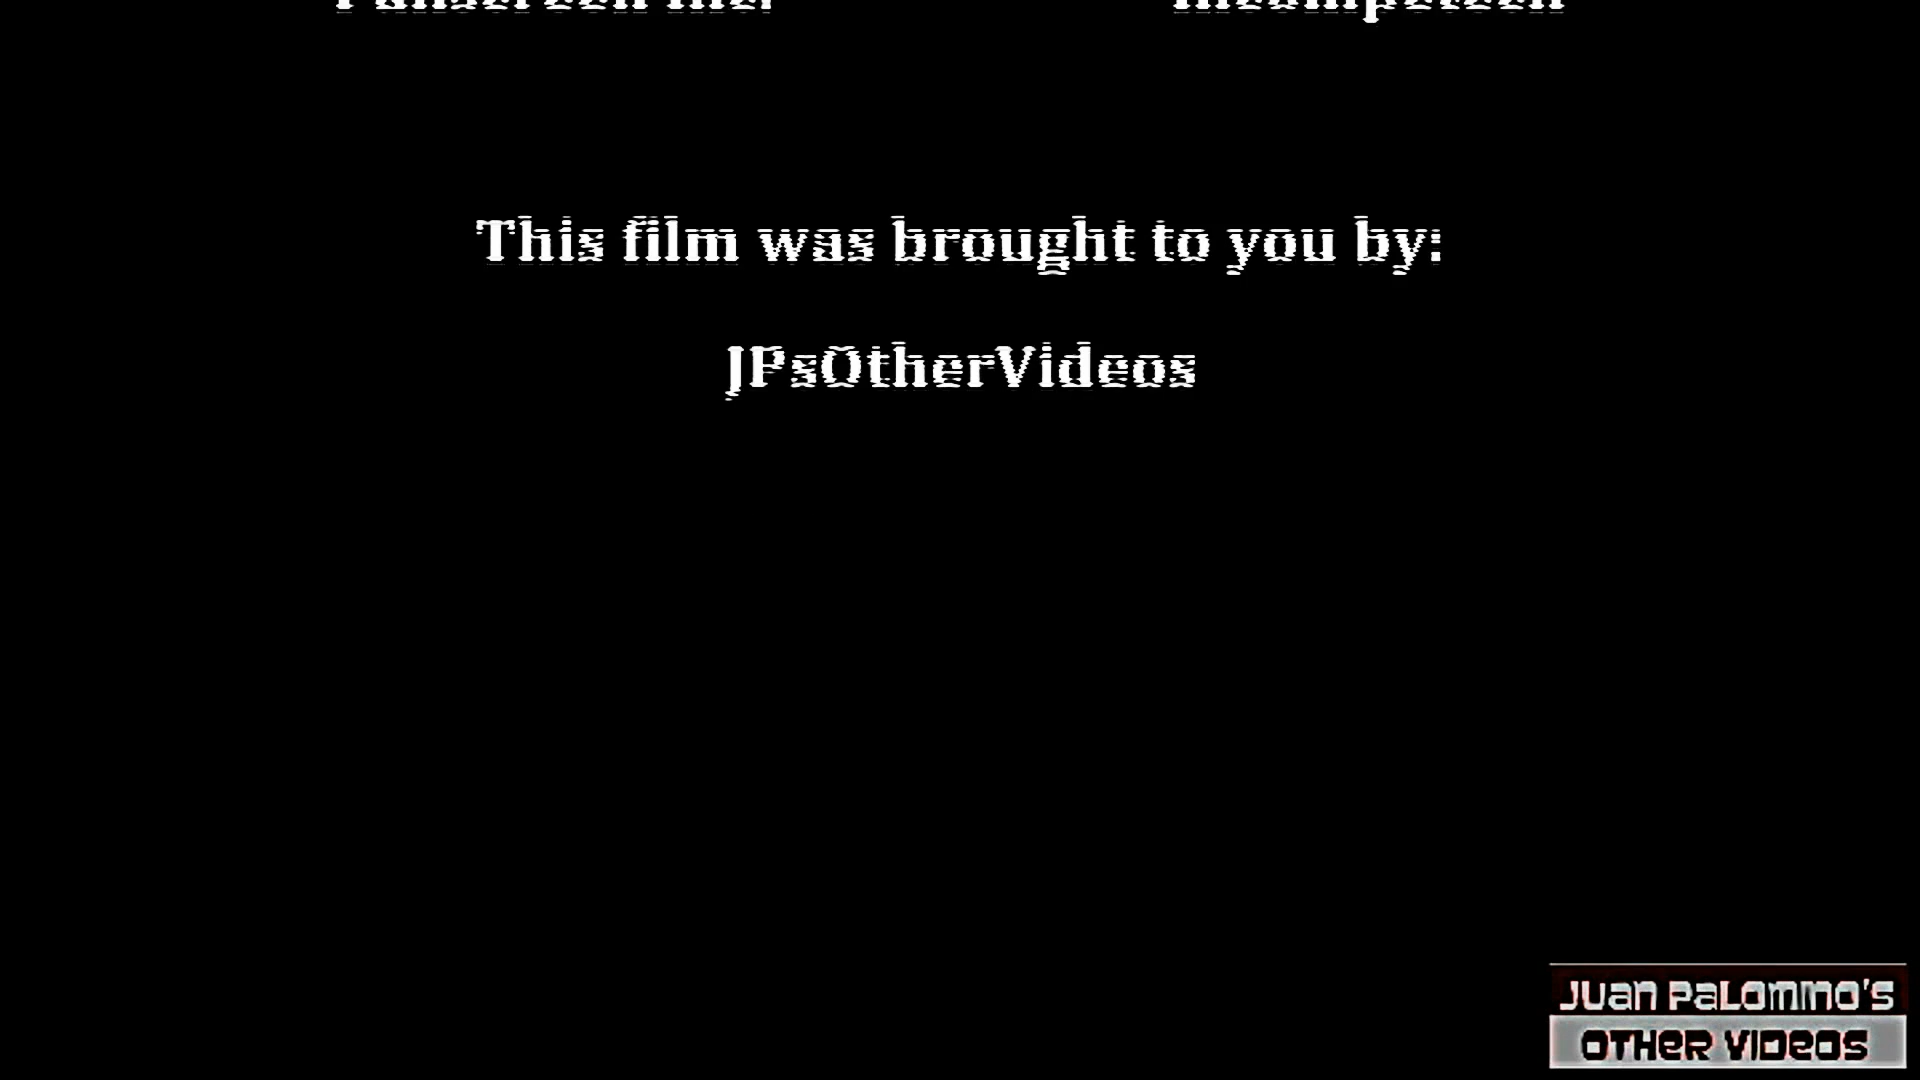 This film was brought to you by:
JPsOtherVideos
JUAN PALOMMO'S
OTHER VIDEOS